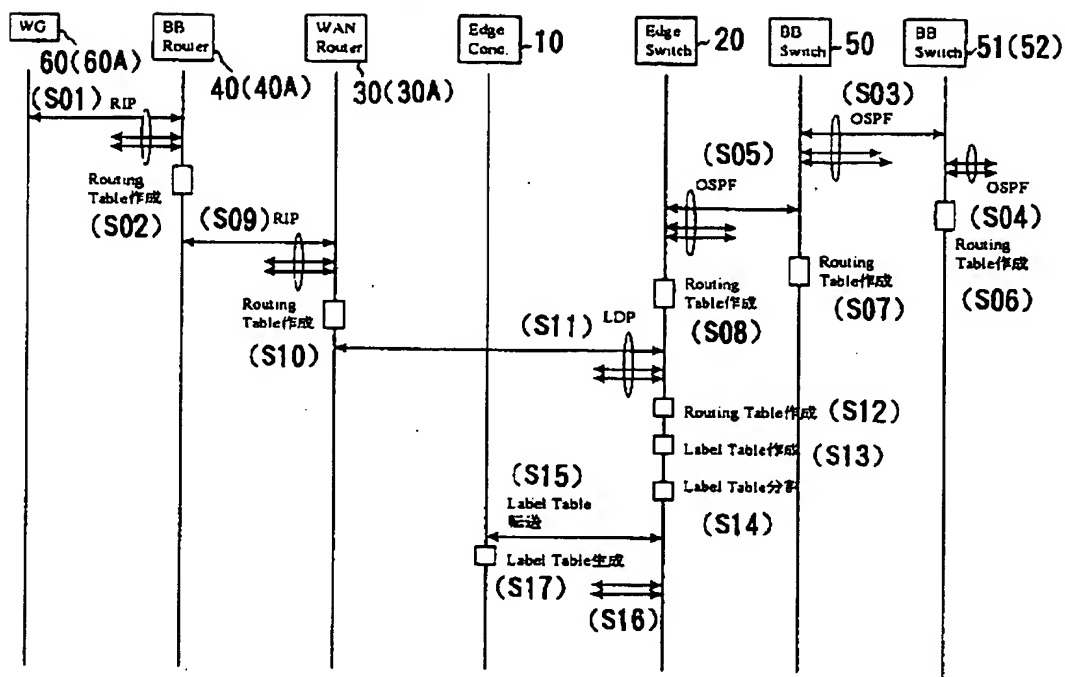 WG
BB
Router
WAN
Router
Edge
Conc.
10
Edge
Switch
20
BB
Switch
50
BB
Switch
51(52)
60(60A)
40(40A)
30(30A)
(S01)
RIP
(S03)
OSPF
(S05)
OSPF
OSPF
(S04)
Routing
Table作成
(S02)
(S09)
RIP
Routing
Table作成
(S06)
Routing
Table作成
(S07)
Routing
Table作成
(S08)
Routing
Table作成
(S10)
(S11)
LDP
Routing Table作成
(S12)
Label Table作成
(S13)
Label Table分割
(S14)
(S15)
Label Table
転送
Label Table生成
(S17)
(S16)